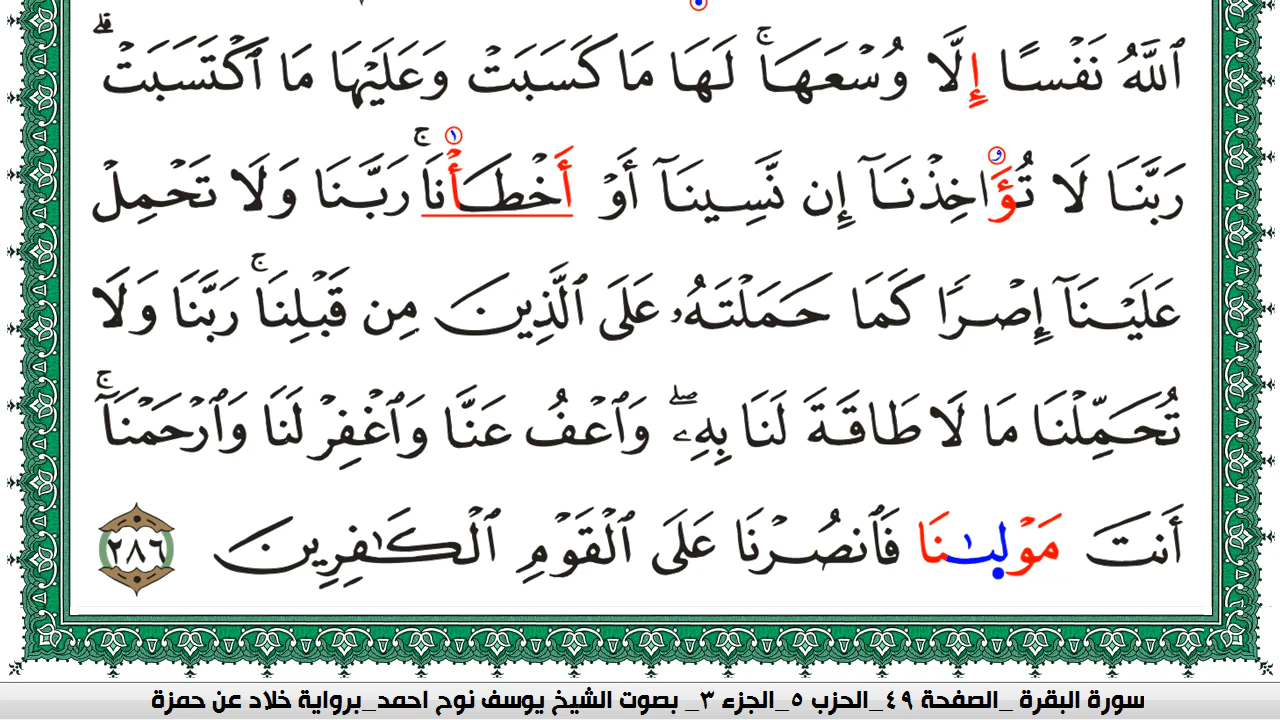 ٱللَّهُ نَفۡسًا إِلَّا وُسۡعَهَاۚ لَهَا مَا كَسَبَتۡ وَعَلَيۡهَا مَا ٱكۡتَسَبَتۡۗ
رَبَّنَا لَا تُؤَاخِذۡنَآ إِن نَّسِينَآ أَوۡ أَخۡطَأۡنَاۚ رَبَّنَا وَلَا تَحۡمِلۡ
عَلَيۡنَآ إِصۡرًا كَمَا حَمَلۡتَهُۥ عَلَى ٱلَّذِينَ مِن قَبۡلِنَاۚ رَبَّنَا وَلَا
تُحَمِّلۡنَا مَا لَا طَاقَةَ لَنَا بِهِۦۖ وَٱعۡفُ عَنَّا وَٱغۡفِرۡ لَنَا وَٱرۡحَمۡنَآۚ
أَنتَ مَوۡلَىٰنَا فَٱنصُرۡنَا عَلَى ٱلۡقَوۡمِ ٱلۡكَٰفِرِينَ ٢٨٦
سورة البقرة _الصفحة ٤٩_الحزب ٥_الجزء ٣_ بصوت الشيخ يوسف نوح احمد_برواية خلاد عن حمزة